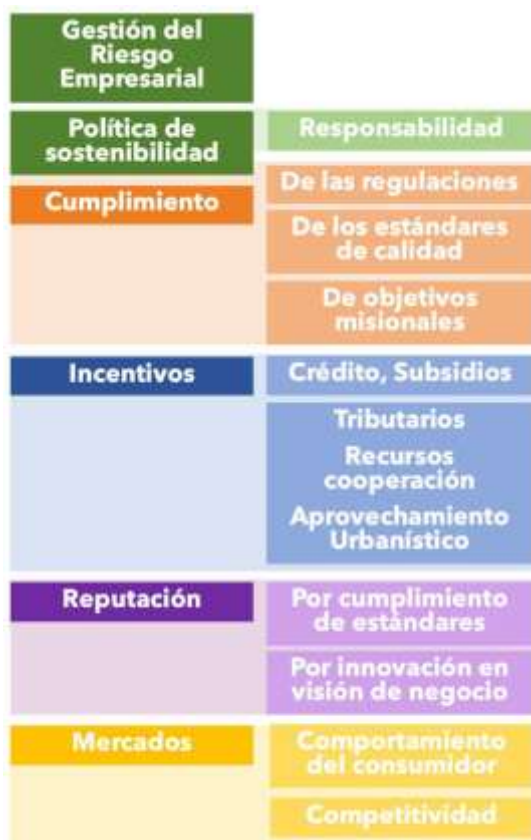 Gestión del
Riesgo
Empresarial
Política de
sostenibilidad
Responsabilidad
Cumplimiento
De las regulaciones
De los estándares
de calidad
De objetivos
misionales
Incentivos
Crédito, Subsidios
Tributarios
Recursos
cooperación
Aprovechamiento
Urbanístico
Reputación
Por cumplimiento
de estándares
Por innovación en
visión de negocio
Mercados
Comportamiento
del consumidor
Competitividad